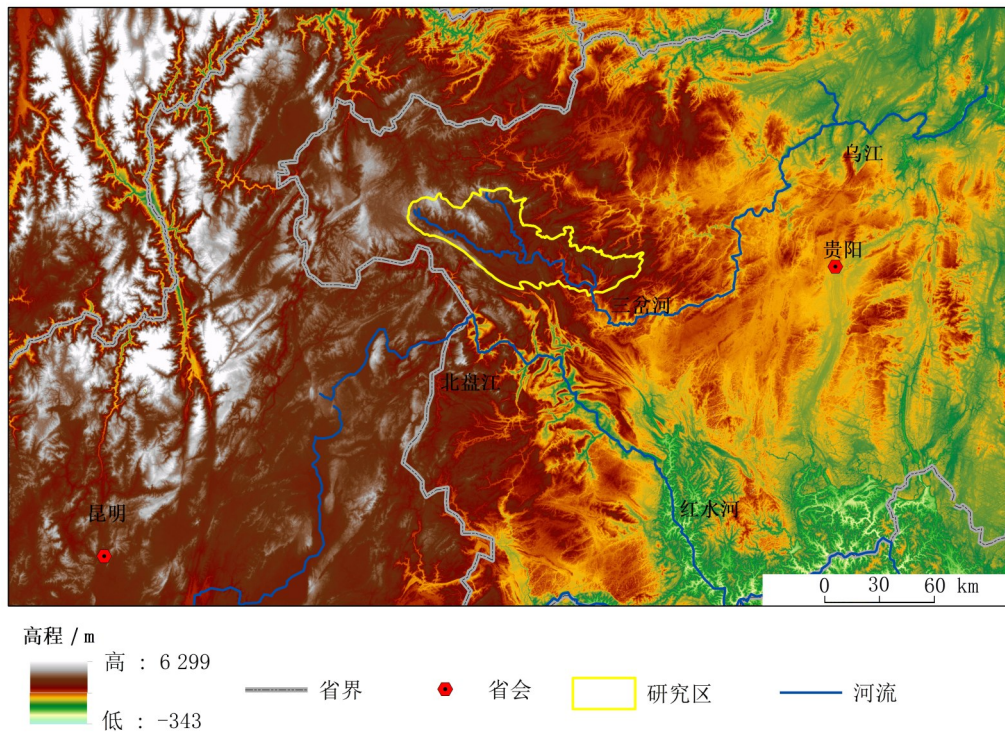 乌江
贵阳
三岔河
北盘江
红水河
昆明
0 30 60 km
高程 / m
高 : 6 299
低 : -343
省界
省会
研究区
河流